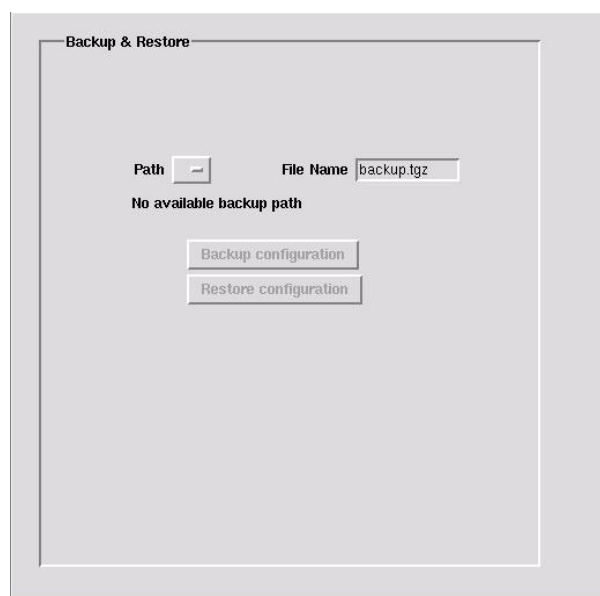 Backup & Restore
Path File Name backup.tgz
No available backup path
Backup configuration
Restore configuration